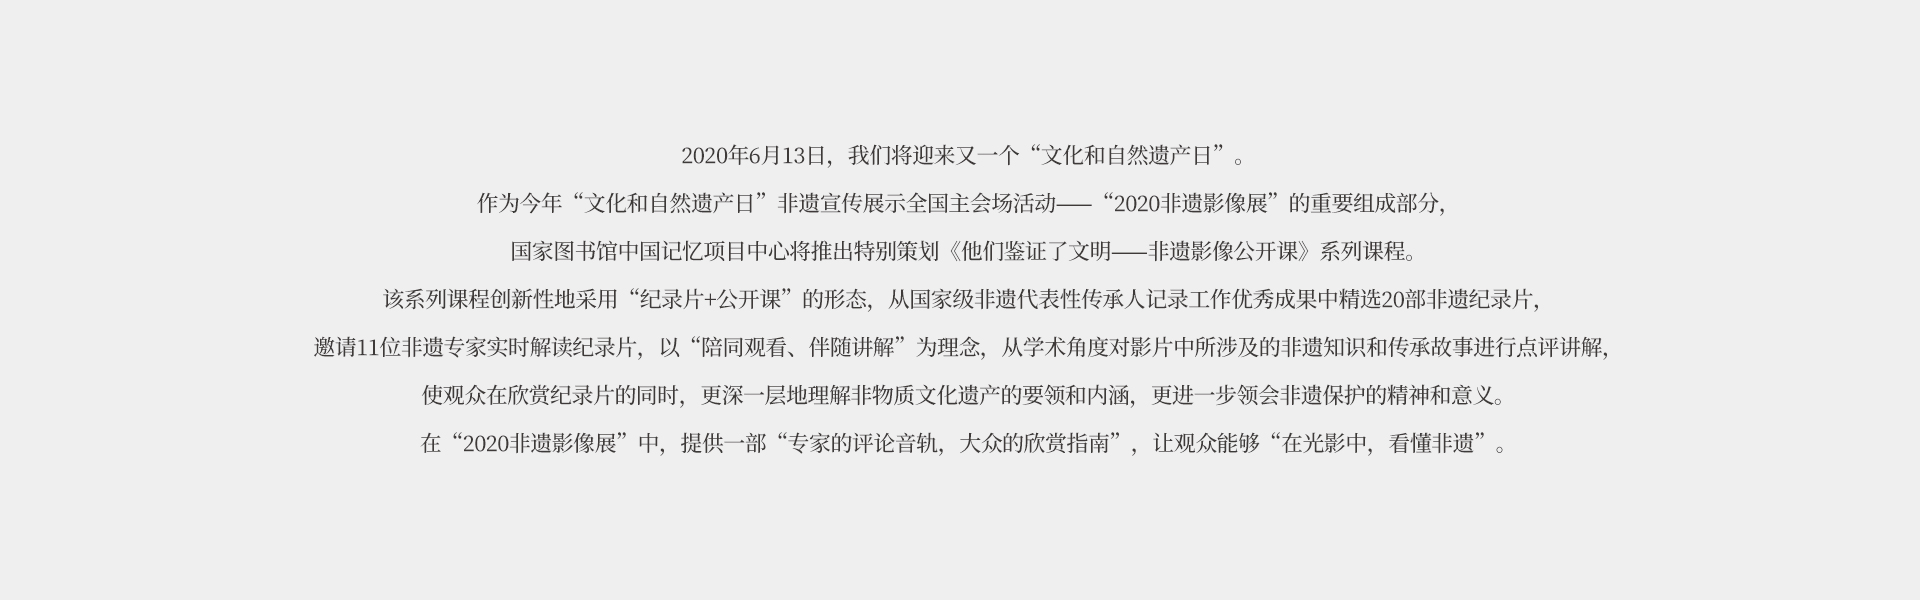 2020年6月13日，我们将迎来又一个“文化和自然遗产日”。
作为今年“文化和自然遗产日”非遗宣传展示全国主会场活动——“2020非遗影像展”的重要组成部分，
国家图书馆中国记忆项目中心将推出特别策划《他们鉴证了文明——非遗影像公开课》系列课程。
该系列课程创新性地采用“纪录片+公开课”的形态，从国家级非遗代表性传承人记录工作优秀成果中精选20部非遗纪录片，
邀请11位非遗专家实时解读纪录片，以“陪同观看、伴随讲解”为理念，从学术角度对影片中所涉及的非遗知识和传承故事进行点评讲解，
使观众在欣赏纪录片的同时，更深一层地理解非物质文化遗产的要领和内涵，更进一步领会非遗保护的精神和意义。
在“2020非遗影像展”中，提供一部“专家的评论音轨，大众的欣赏指南”，让观众能够“在光影中，看懂非遗”。